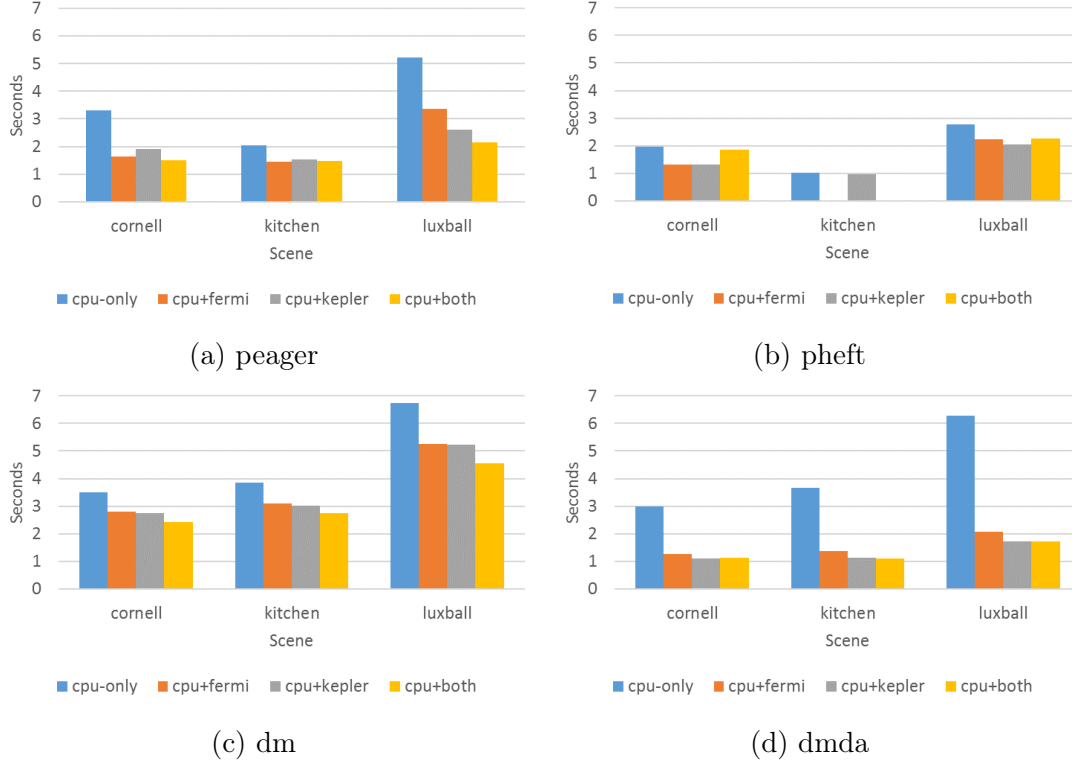 7
6
5
4
3
2
1
0
Seconds
cornell kitchen luxball
Scene
cpu-only cpu+fermi cpu+kepler cpu+both
(a) peager
7
6
5
4
3
2
1
0
Seconds
cornell kitchen luxball
Scene
cpu-only cpu+fermi cpu+kepler cpu+both
(b) pheft
7
6
5
4
3
2
1
0
Seconds
cornell kitchen luxball
Scene
cpu-only cpu+fermi cpu+kepler cpu+both
(c) dm
7
6
5
4
3
2
1
0
Seconds
cornell kitchen luxball
Scene
cpu-only cpu+fermi cpu+kepler cpu+both
(d) dmda